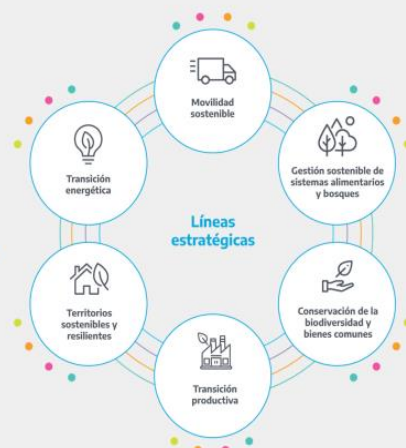 Movilidad
sostenible
Transición
energética
Gestión sostenible de
sistemas alimentarios
y bosques
Líneas
estratégicas
Territorios
sostenibles y
resilientes
Conservación de la
biodiversidad y
bienes comunes
Transición
productiva